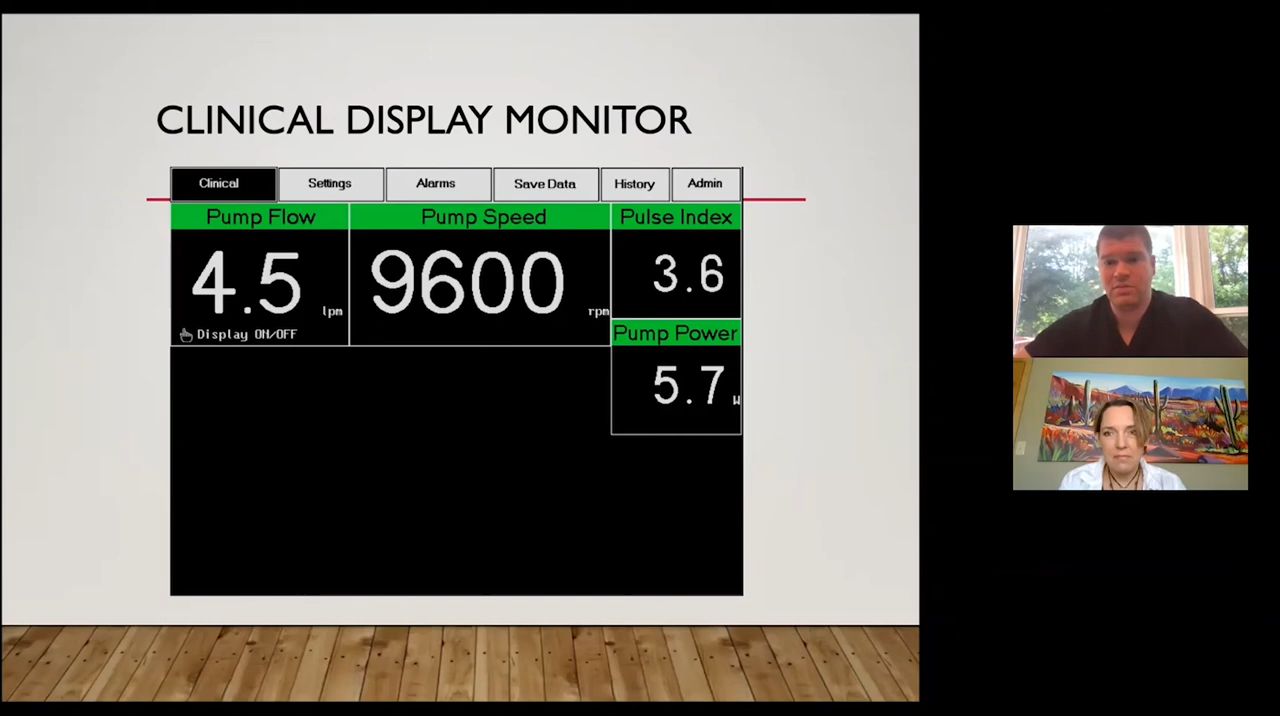 CLINICAL DISPLAY MONITOR
Clinical Settings Alarms Save Data History Admin
Pump Flow Pump Speed Pulse Index
4.5 lpm 9600 rpm 3.6
Display ON/OFF Pump Power
5.7 W